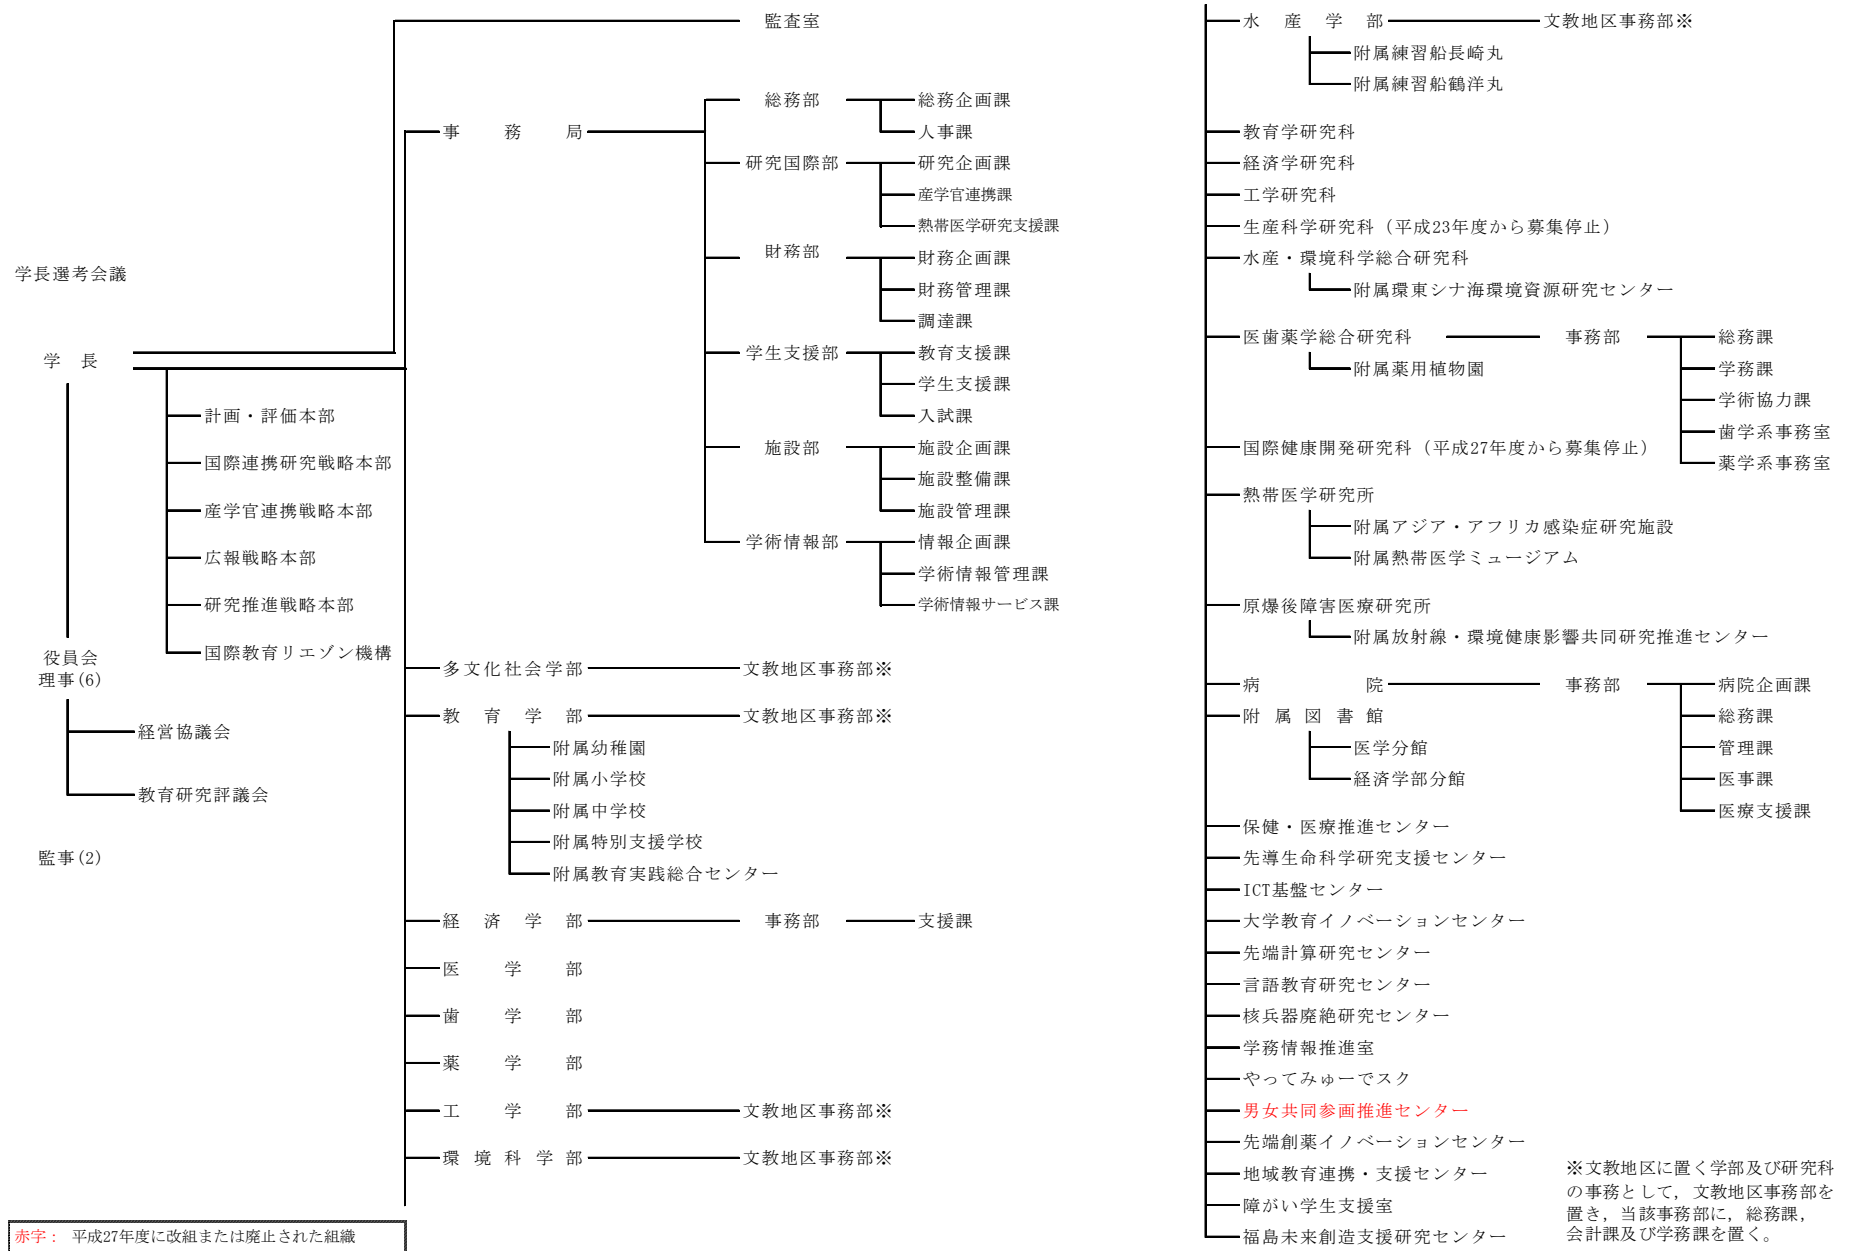 学長選考会議
学長
計画・評価本部
国際連携研究戦略本部
産学官連携戦略本部
広報戦略本部
研究推進戦略本部
国際教育リエゾン機構
役員会
理事(6)
経営協議会
教育研究評議会
監事(2)
監査室
事務局
総務部
総務企画課
人事課
研究国際部
研究企画課
産学官連携課
熱帯医学研究支援課
財務部
財務企画課
財務管理課
調達課
学生支援部
教育支援課
学生支援課
入試課
施設部
施設企画課
施設整備課
施設管理課
学術情報部
情報企画課
学術情報管理課
学術情報サービス課
多文化社会学部
文教地区事務部※
教育学部
文教地区事務部※
附属幼稚園
附属小学校
附属中学校
附属特別支援学校
附属教育実践総合センター
経済学部
事務部
支援課
医学部
歯学部
薬学部
工学部
文教地区事務部※
環境科学部
文教地区事務部※
赤字： 平成27年度に改組または廃止された組織
水産学部
文教地区事務部※
附属練習船長崎丸
附属練習船鶴洋丸
教育学研究科
経済学研究科
工学研究科
生産科学研究科（平成23年度から募集停止）
水産・環境科学総合研究科
附属環東シナ海環境資源研究センター
医歯薬学総合研究科
事務部
総務課
附属薬用植物園
学務課
学術協力課
歯学系事務室
薬学系事務室
国際健康開発研究科（平成27年度から募集停止）
熱帯医学研究所
附属アジア・アフリカ感染症研究施設
附属熱帯医学ミュージアム
原爆後障害医療研究所
附属放射線・環境健康影響共同研究推進センター
病院
事務部
病院企画課
総務課
管理課
医事課
医療支援課
附属図書館
医学分館
経済学部分館
保健・医療推進センター
先導生命科学研究支援センター
ICT基盤センター
大学教育イノベーションセンター
先端計算研究センター
言語教育研究センター
核兵器廃絶研究センター
学務情報推進室
やってみゅーでスク
男女共同参画推進センター
先端創薬イノベーションセンター
地域教育連携・支援センター
障がい学生支援室
福島未来創造支援研究センター
※文教地区に置く学部及び研究科
の事務として，文教地区事務部を
置き，当該事務部に，総務課，
会計課及び学務課を置く。